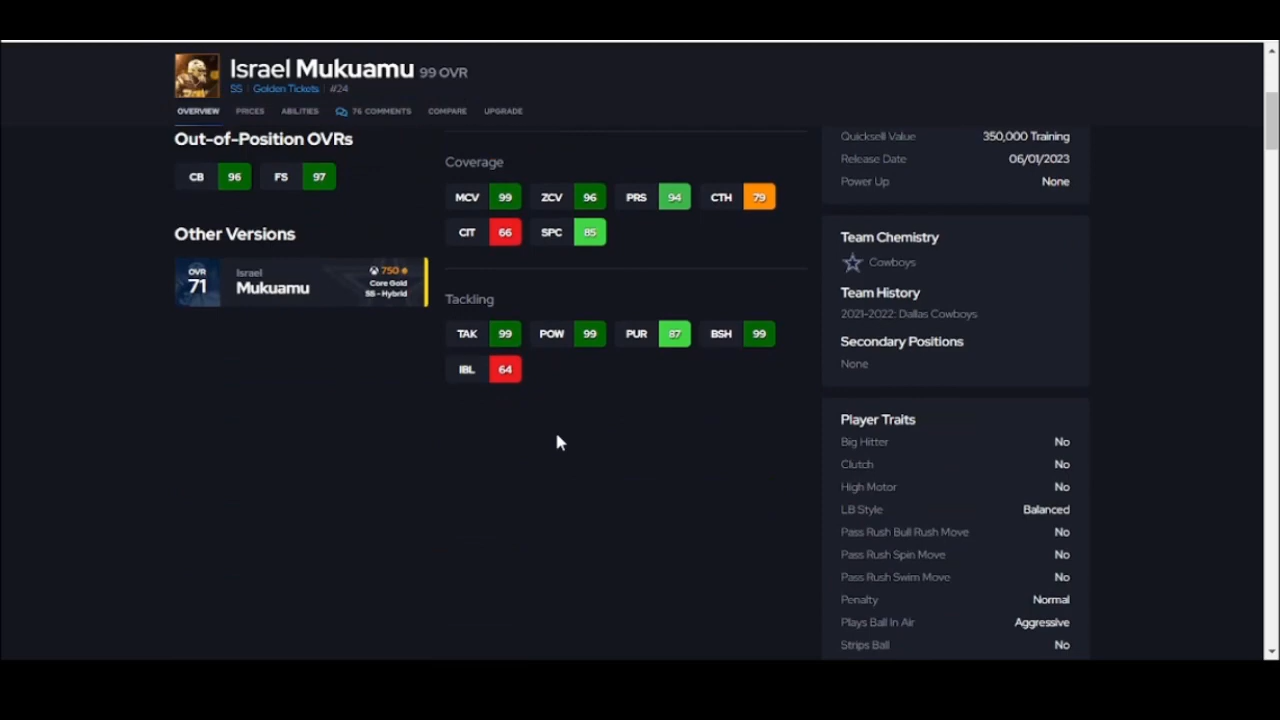 Israel Mukuamu 99 OVR
SS | Golden Tickets | #24
OVERVIEW PRICES ABILITIES 76 COMMENTS COMPARE UPGRADE
Out-of-Position OVRs
CB 96 FS 97
Other Versions
OVR 71
Israel
Mukuamu
750
Core Gold
SS - Hybrid
Coverage
MCV 99 ZCV 96 PRS 94 CTH 79
CIT 66 SPC 85
Tackling
TAK 99 POW 99 PUR 87 BSH 99
IBL 64
Quicksell Value 350,000 Training
Release Date 06/01/2023
Power Up None
Team Chemistry
Cowboys
Team History
2021-2022: Dallas Cowboys
Secondary Positions
None
Player Traits
Big Hitter No
Clutch No
High Motor No
LB Style Balanced
Pass Rush Bull Rush Move No
Pass Rush Spin Move No
Pass Rush Swim Move No
Penalty Normal
Plays Ball In Air Aggressive
Strips Ball No